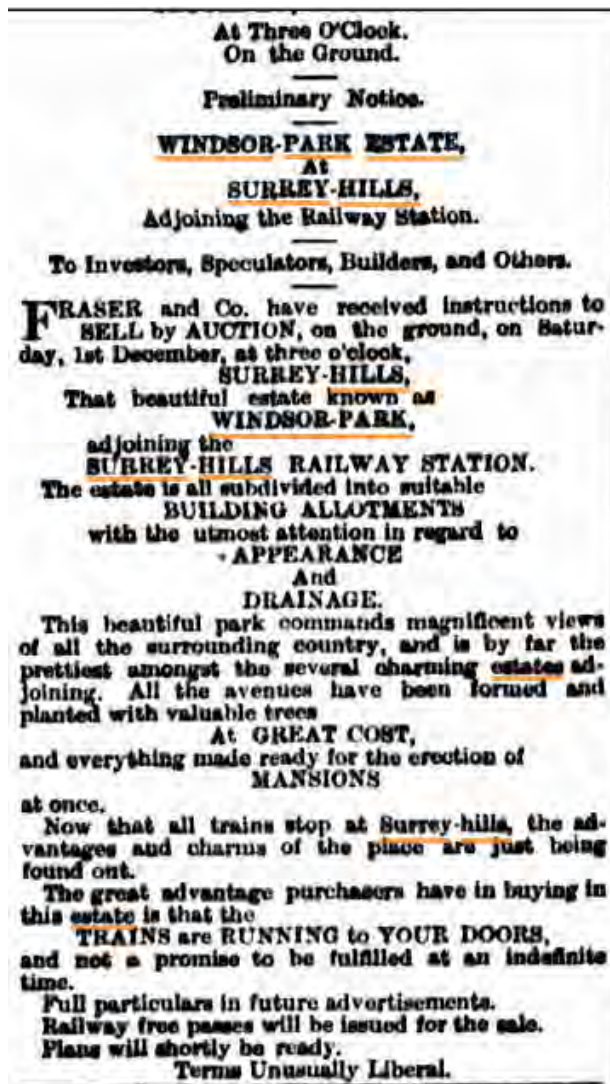 At Three O'Clock.
On the Ground.
Preliminary Notice.
WINDSOR-PARK ESTATE,
At
SURREY-HILLS,
Adjoining the Railway Station.
To Investors, Speculators, Builders, and Others.
FRASER and Co. have received instructions to
SELL by AUCTION, on the ground, on Satur-
day, 1st December, at three o'clock,
SURREY-HILLS,
That beautiful estate known as
WINDSOR-PARK,
adjoining the
SURREY-HILLS RAILWAY STATION.
The estate is all subdivided into suitable
BUILDING ALLOTMENTS
with the utmost attention in regard to
APPEARANCE
And
DRAINAGE.
This beautiful park commands magnificent views
of all the surrounding country, and is by far the
prettiest amongst the several charming estates ad-
joining. All the avenues have been formed and
planted with valuable trees
At GREAT COST,
and everything made ready for the erection of
MANSIONS
at once.
Now that all trains stop at Surrey-hills, the ad-
vantages and charms of the place are just being
found out.
The great advantage purchasers have in buying in
this estate is that the
TRAINS are RUNNING to YOUR DOORS,
and not a promise to be fulfilled at an indefinite
time.
Full particulars in future advertisements.
Railway free passes will be issued for the sale.
Plans will shortly be ready.
Terms Unusually Liberal.